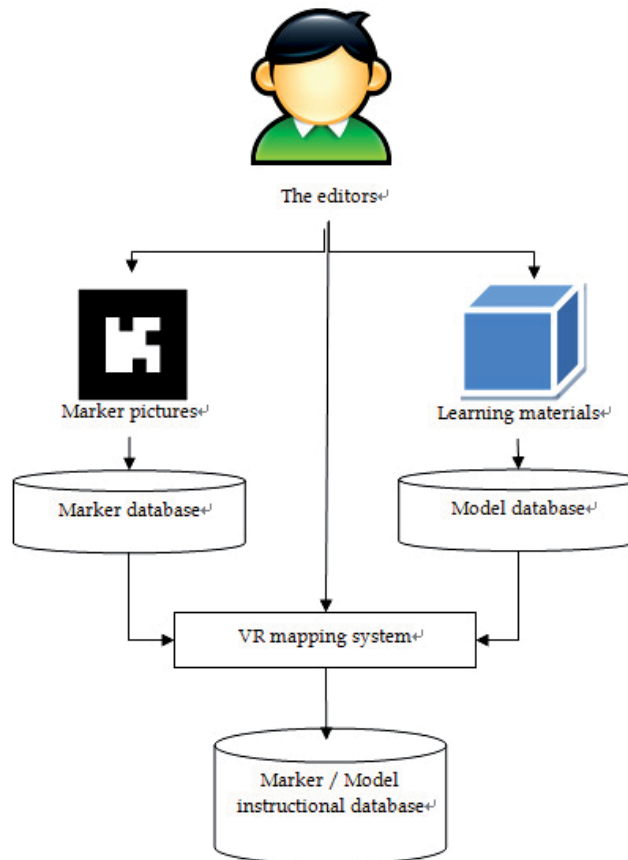 The editors
Marker pictures
Learning materials
Marker database
Model database
VR mapping system
Marker / Model
instructional database